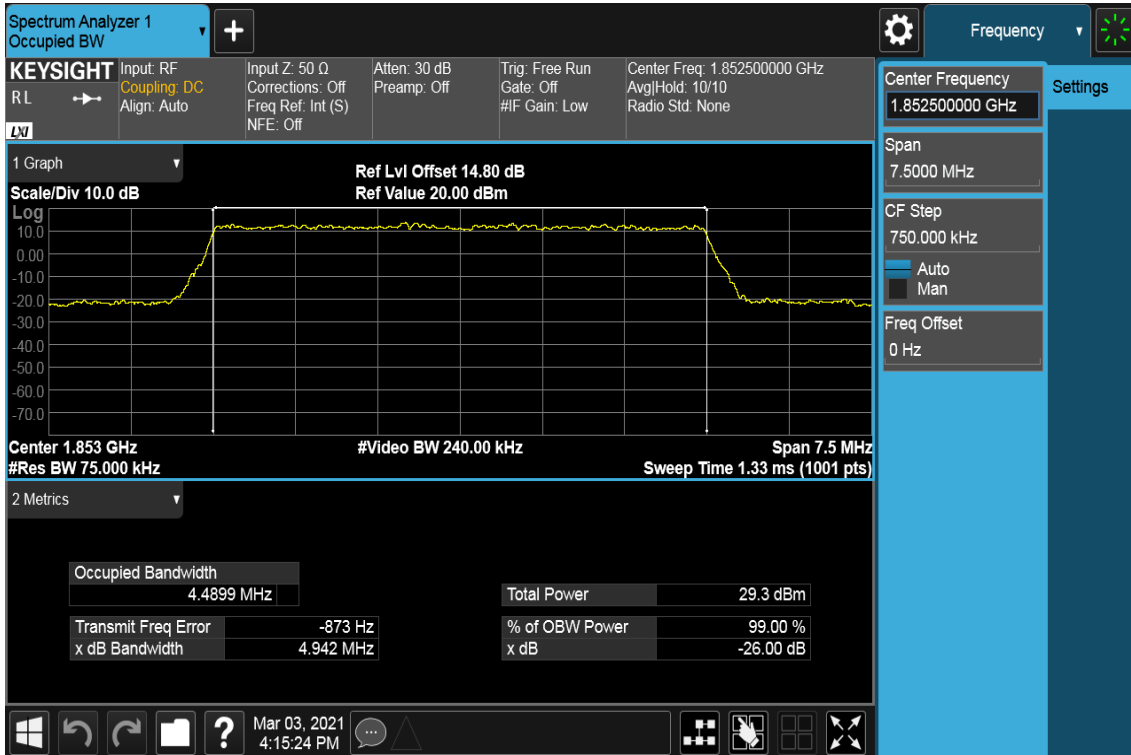 Spectrum Analyzer 1
Occupied BW
+
Frequency
KEYSIGHT
R L
LXI
Input: RF
Coupling: DC
Align: Auto
Input Z: 50 Ω
Corrections: Off
Freq Ref: Int (S)
NFE: Off
Atten: 30 dB
Preamp: Off
Trig: Free Run
Gate: Off
#IF Gain: Low
Center Freq: 1.852500000 GHz
Avg|Hold: 10/10
Radio Std: None
Center Frequency
1.852500000 GHz
Settings
Span
7.5000 MHz
CF Step
750.000 kHz
Auto
Man
Freq Offset
0 Hz
1 Graph
Scale/Div 10.0 dB
Ref Lvl Offset 14.80 dB
Ref Value 20.00 dBm
Log
10.0
0.00
-10.0
-20.0
-30.0
-40.0
-50.0
-60.0
-70.0
Center 1.853 GHz
#Res BW 75.000 kHz
#Video BW 240.00 kHz
Span 7.5 MHz
Sweep Time 1.33 ms (1001 pts)
2 Metrics
Occupied Bandwidth
4.4899 MHz
Total Power 29.3 dBm
Transmit Freq Error -873 Hz
% of OBW Power 99.00 %
x dB Bandwidth 4.942 MHz
x dB -26.00 dB
?
Mar 03, 2021
4:15:24 PM